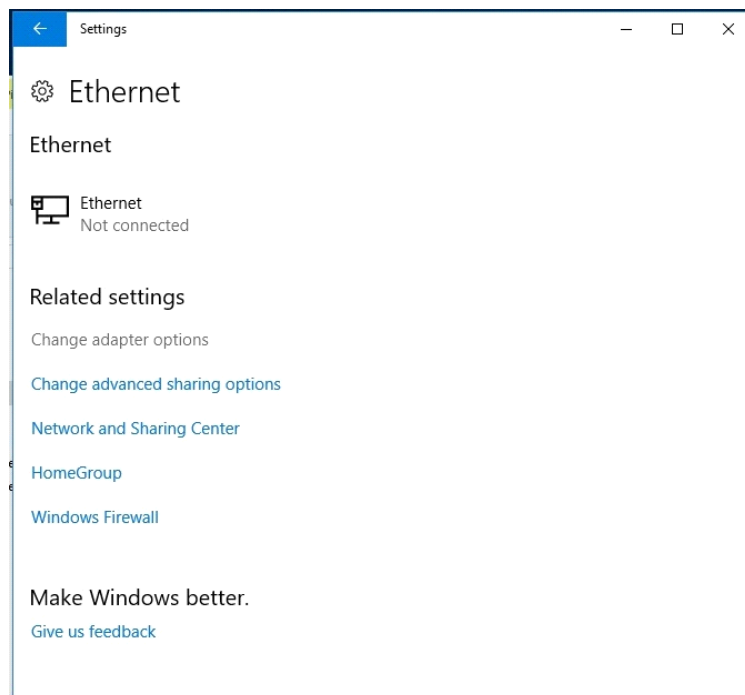 Settings
Ethernet
Ethernet
Ethernet
Not connected
Related settings
Change adapter options
Change advanced sharing options
Network and Sharing Center
HomeGroup
Windows Firewall
Make Windows better.
Give us feedback